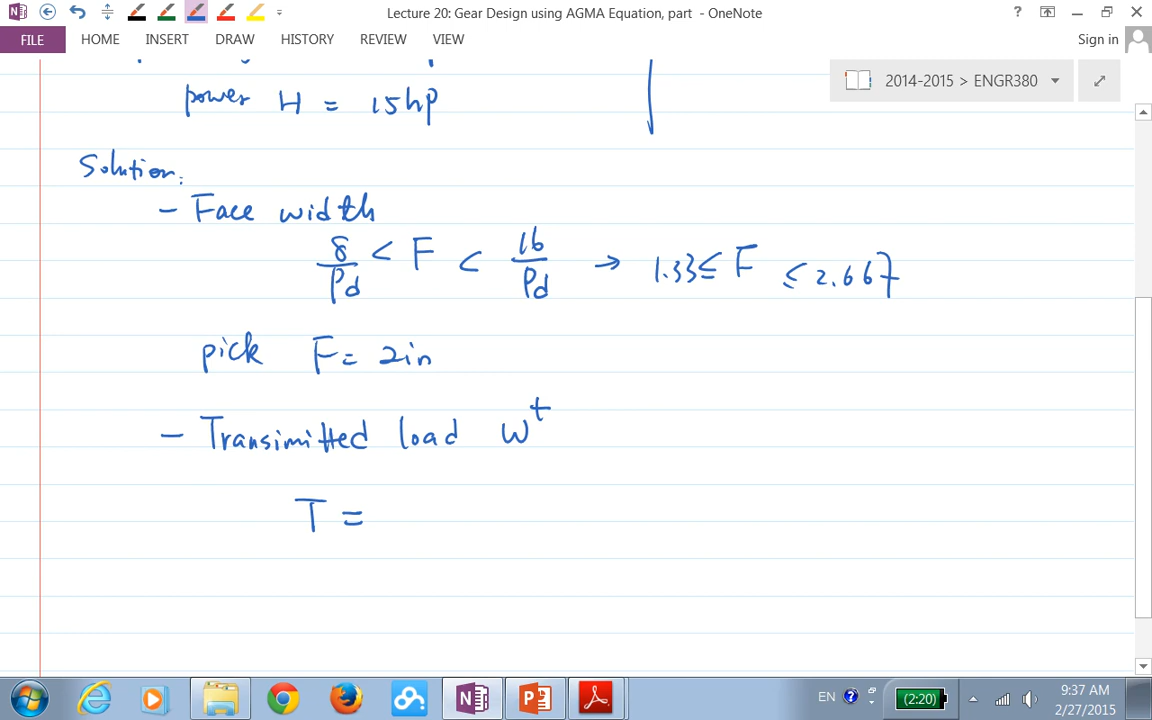 Lecture 20: Gear Design using AGMA Equation, part - OneNote
?
FILE HOME INSERT DRAW HISTORY REVIEW VIEW Sign in
2014-2015 > ENGR380
power H = 15hp
Solution:
- Face width
8/Pd < F < 16/Pd → 1.33 ≤ F ≤ 2.667
pick F = 2in
- Transimitted load W^t
T =
EN (2:20) 9:37 AM
2/27/2015